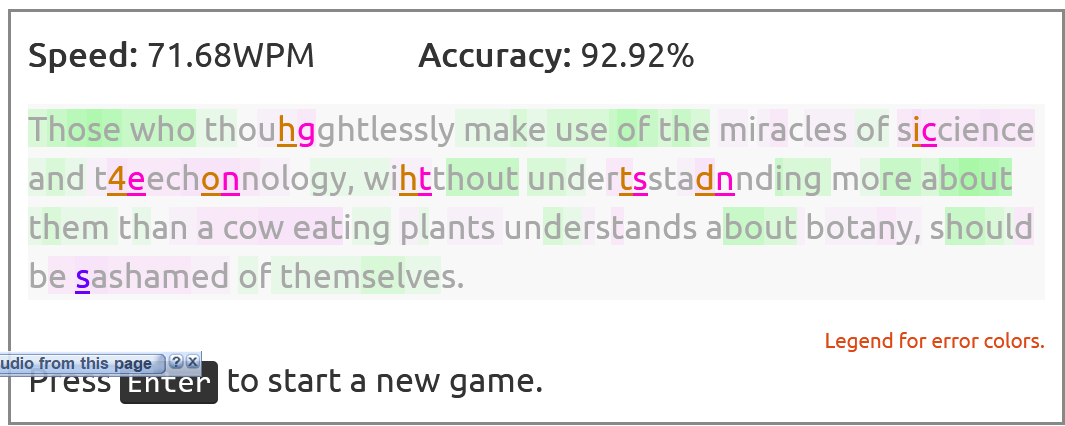 Speed: 71.68WPM Accuracy: 92.92%
Those who thouhgghtlessly make use of the miracles of siccience
and t4eechonnology, wihtthout undertsstadnnding more about
them than a cow eating plants understands about botany, should
be sashamed of themselves.
Legend for error colors.
udio from this page ? X
Press Enter to start a new game.